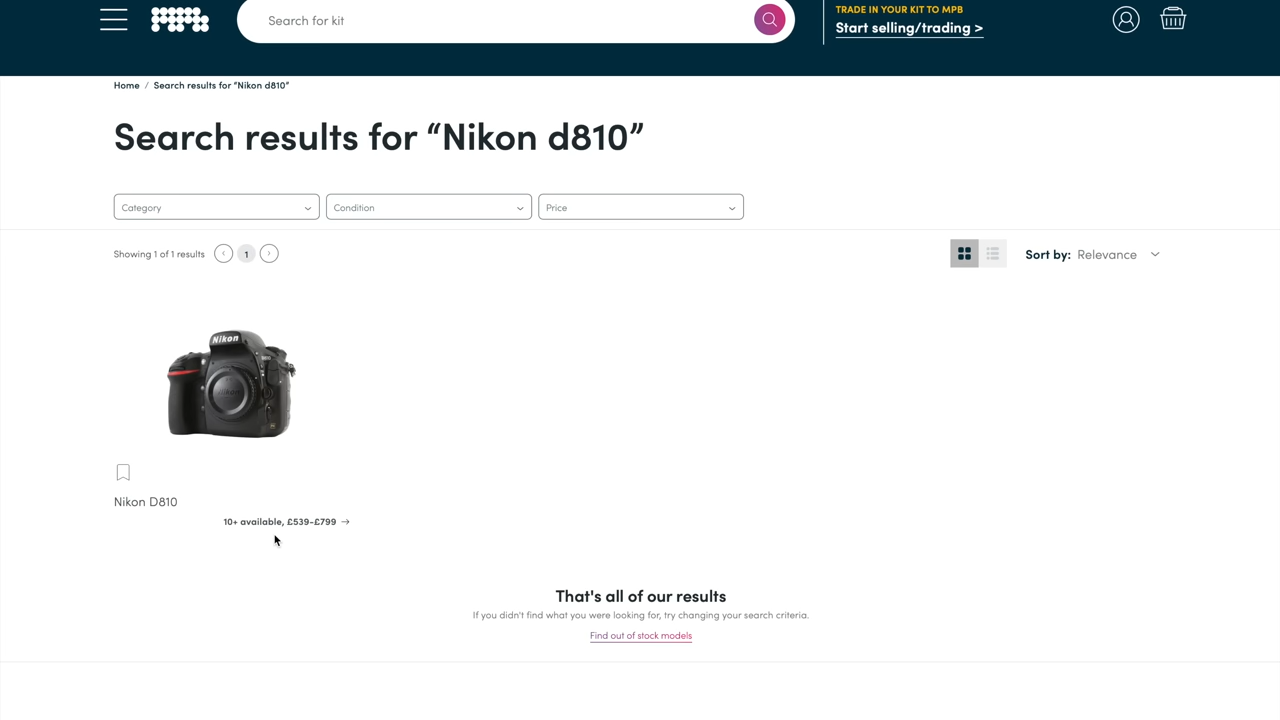 Search for kit
TRADE IN YOUR KIT TO MPB
Start selling/trading >
Home / Search results for “Nikon d810”
Search results for “Nikon d810”
Category
Condition
Price
Showing 1 of 1 results
1
Sort by: Relevance
Nikon
Nikon
Nikon D810
10+ available, £539-£799 →
That's all of our results
If you didn't find what you were looking for, try changing your search criteria.
Find out of stock models